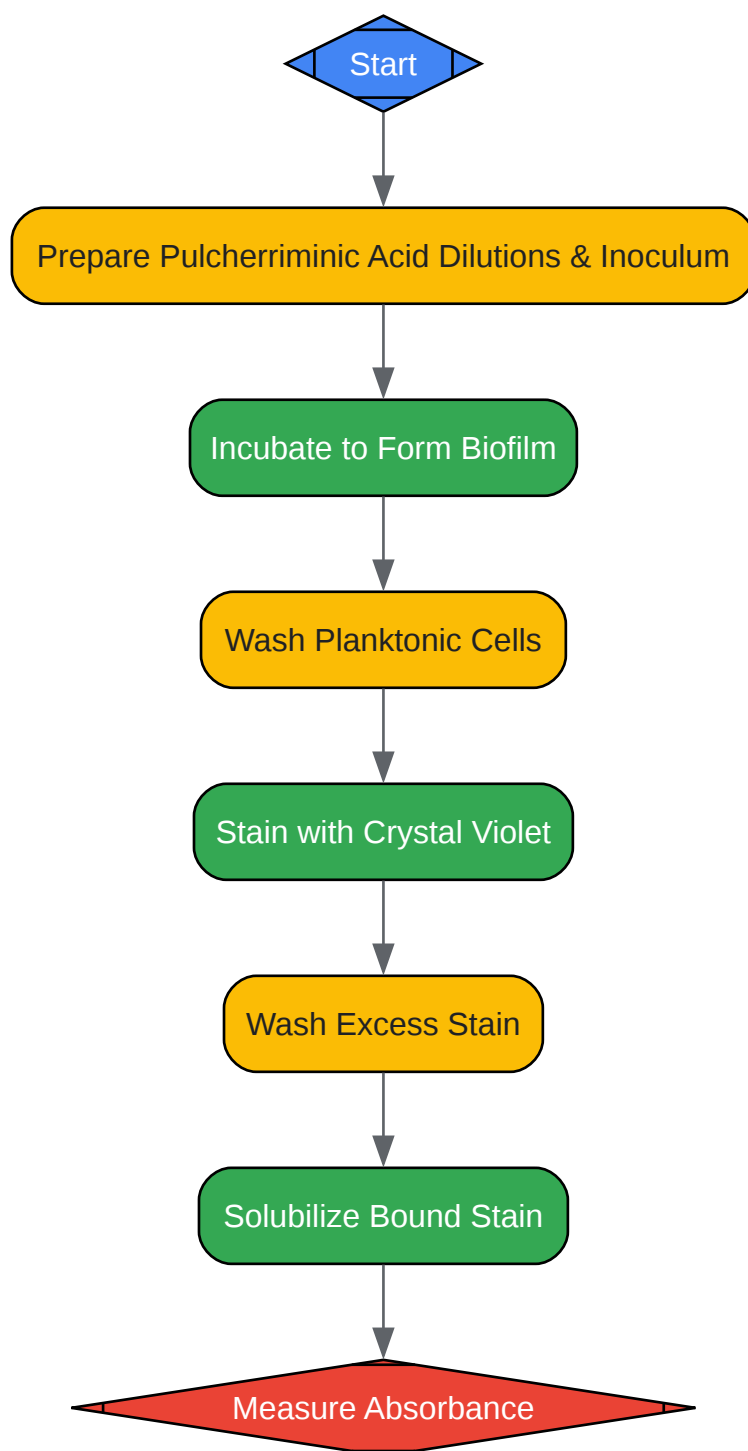 Start
Prepare Pulcherriminic Acid Dilutions & Inoculum
Incubate to Form Biofilm
Wash Planktonic Cells
Stain with Crystal Violet
Wash Excess Stain
Solubilize Bound Stain
Measure Absorbance